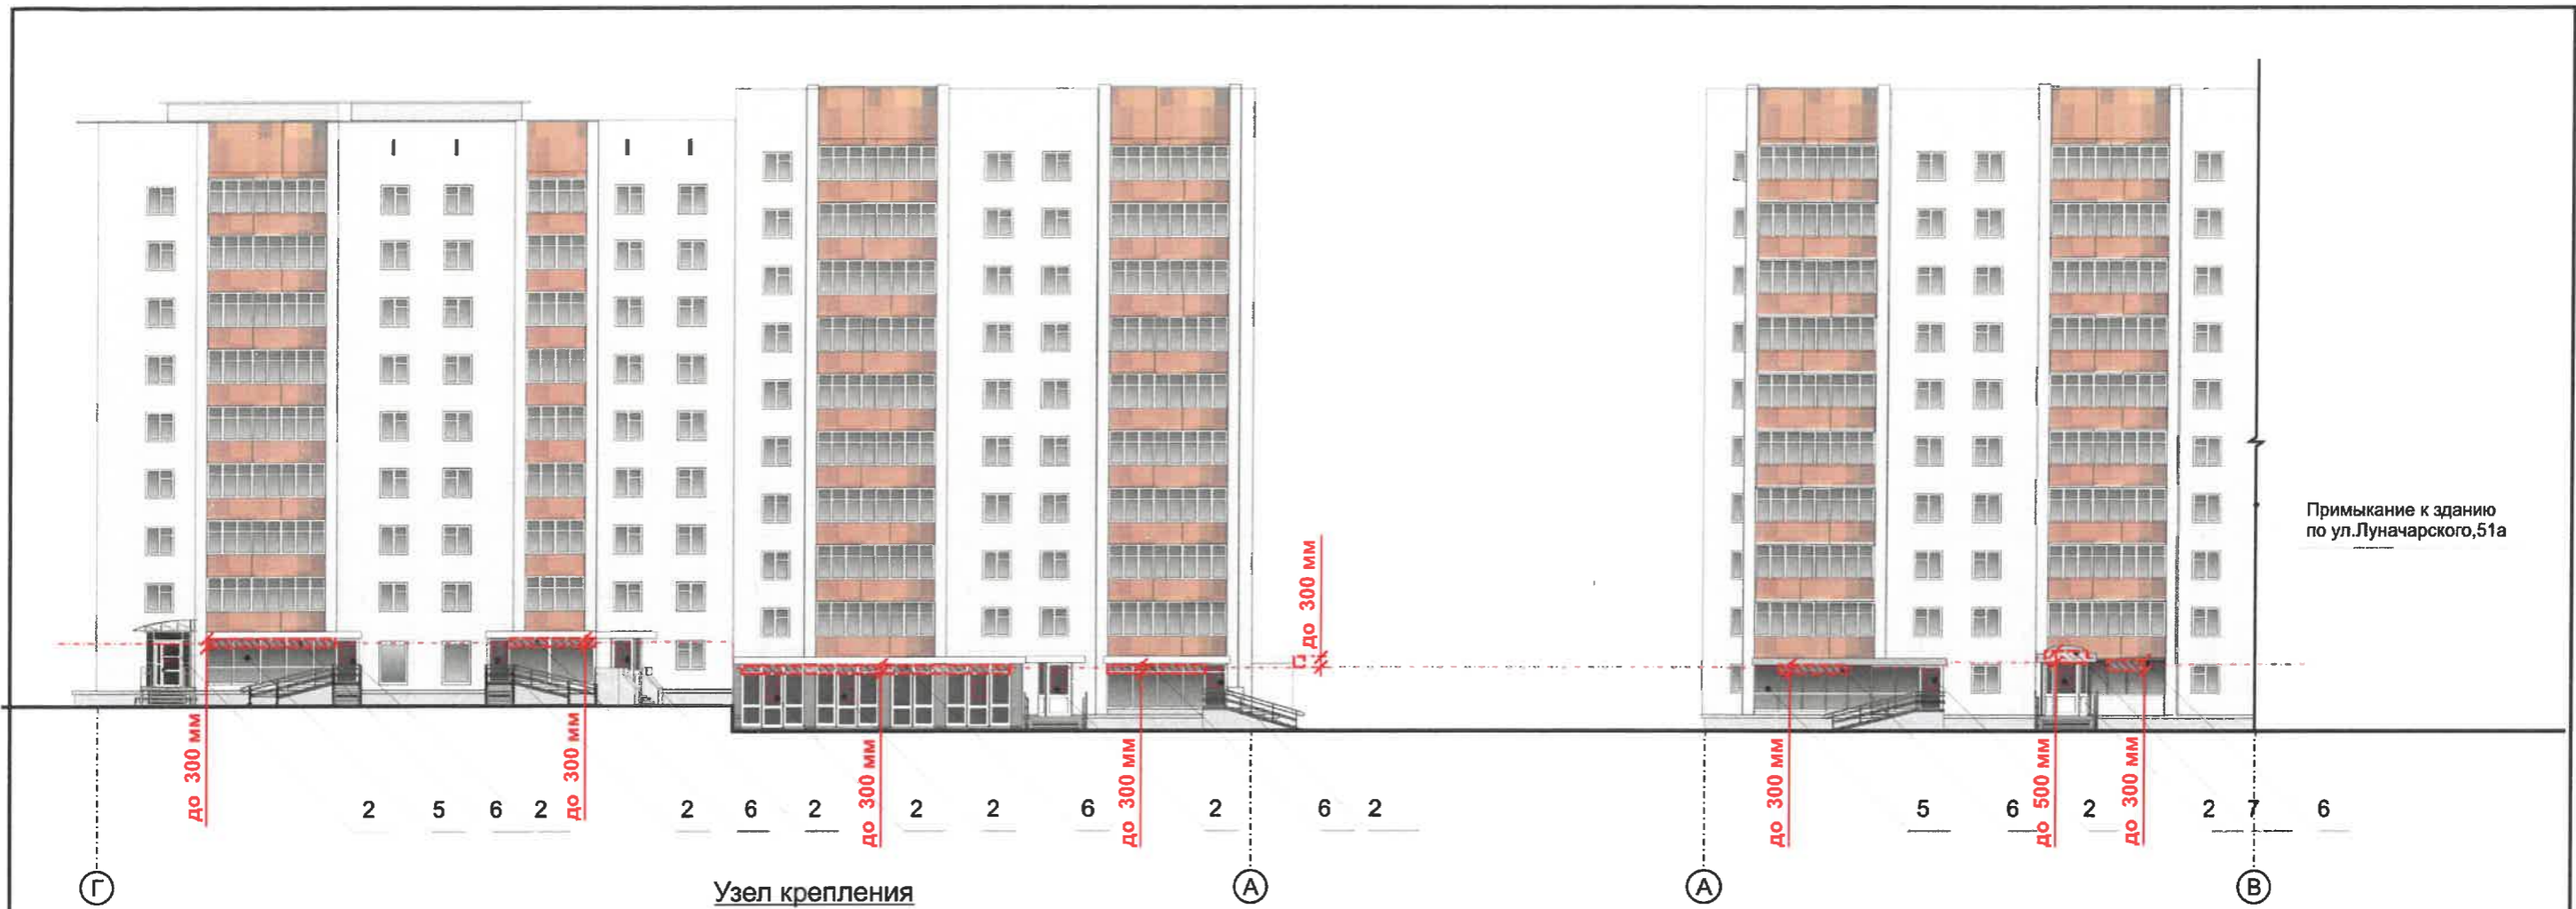 Примыкание к зданию
по ул.Луначарского,51а
до 300 мм
до 300 мм
до 300 мм
до 300 мм
до 300 мм
до 300 мм
до 500 мм
до 300 мм
2 5 6 2 2 6 2 2 2 6 2 6 2 5 6 2 2 7 6
Г А А В
Узел крепления